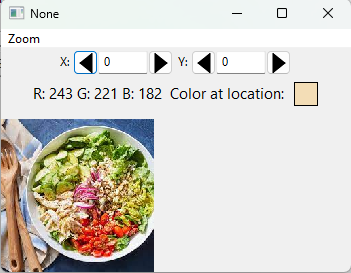 None
Zoom
X: 0 Y: 0
R: 243 G: 221 B: 182 Color at location: